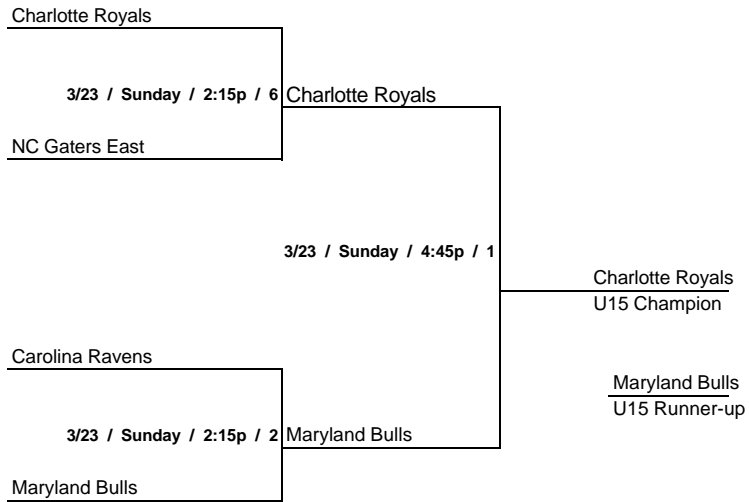 Charlotte Royals
3/23 / Sunday / 2:15p / 6 Charlotte Royals
NC Gaters East
3/23 / Sunday / 4:45p / 1
Charlotte Royals
U15 Champion
Carolina Ravens
Maryland Bulls
U15 Runner-up
3/23 / Sunday / 2:15p / 2 Maryland Bulls
Maryland Bulls